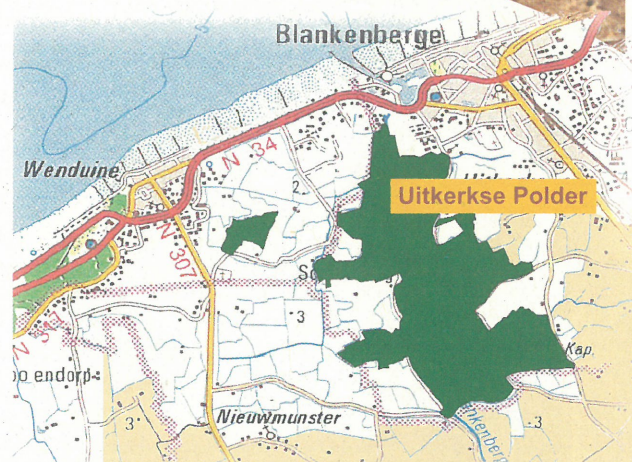 Blankenberge
Wenduine
N 34
Uitkerkse Polder
2
N 307
3
Kap.
Nieuwmunster
3
3